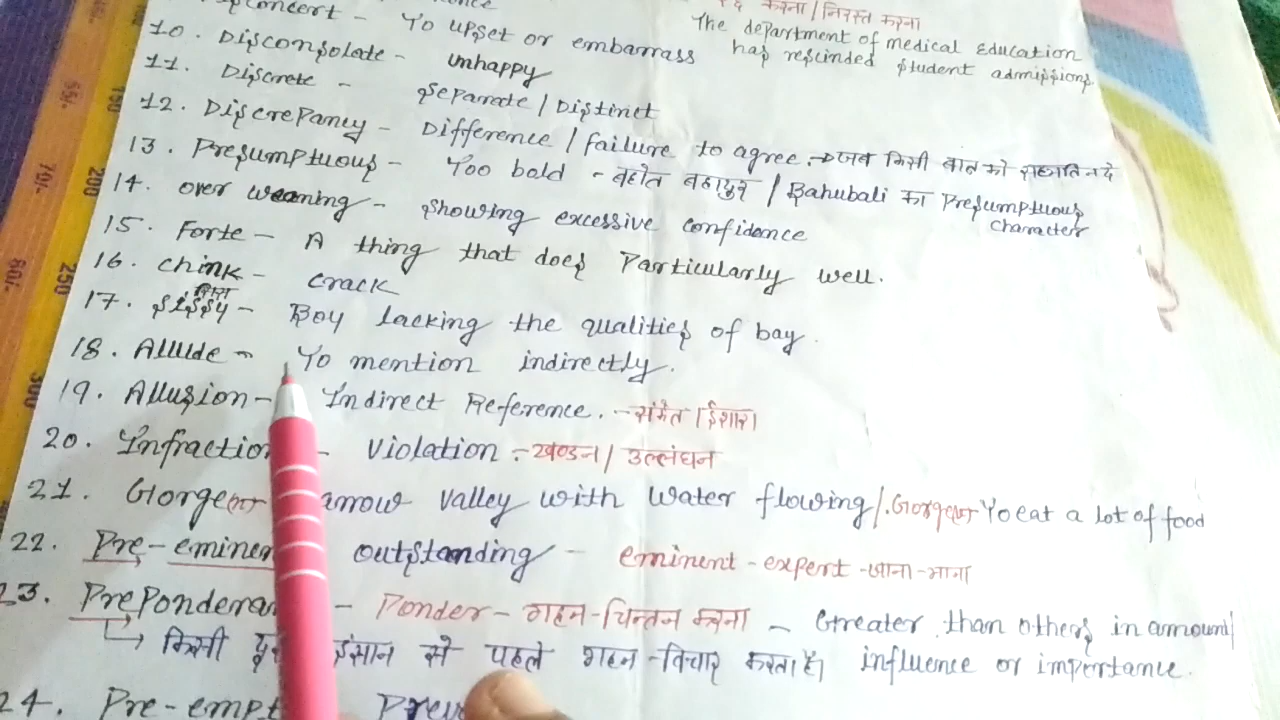 To upset or embarrass
करना / निरस्त करना
The department of medical Education
has rescinded student admissions.
10. Disconsolate - unhappy
11. Discrete - Separate / Distinct
12. Discrepancy - Difference / failure to agree. → जब किसी बात को सहमति न दे
13. Presumptuous - Too bold - बहोत बहादुर / Bahubali का Presumptuous character
14. over weaning - showing excessive confidence
15. Forte - A thing that does Particularly well.
16. Chink - crack
17. Sissy - Boy lacking the qualities of boy.
18. Allude - To mention indirectly.
19. Allusion - Indirect Reference. - संकेत / ईशारा
20. Infraction - Violation - खण्डन / उल्लंघन
21. Gorge(n) arrow valley with water flowing / Gorge(v) To eat a lot of food
22. Pre-eminen outstanding - eminent - expert - जाना-माना
23. Prepondera - Ponder - गहन-चिन्तन करना - Greater than others in amount
किसी इंसान से पहले गहन-विचार करता है। influence or importance.
24. Pre-empt